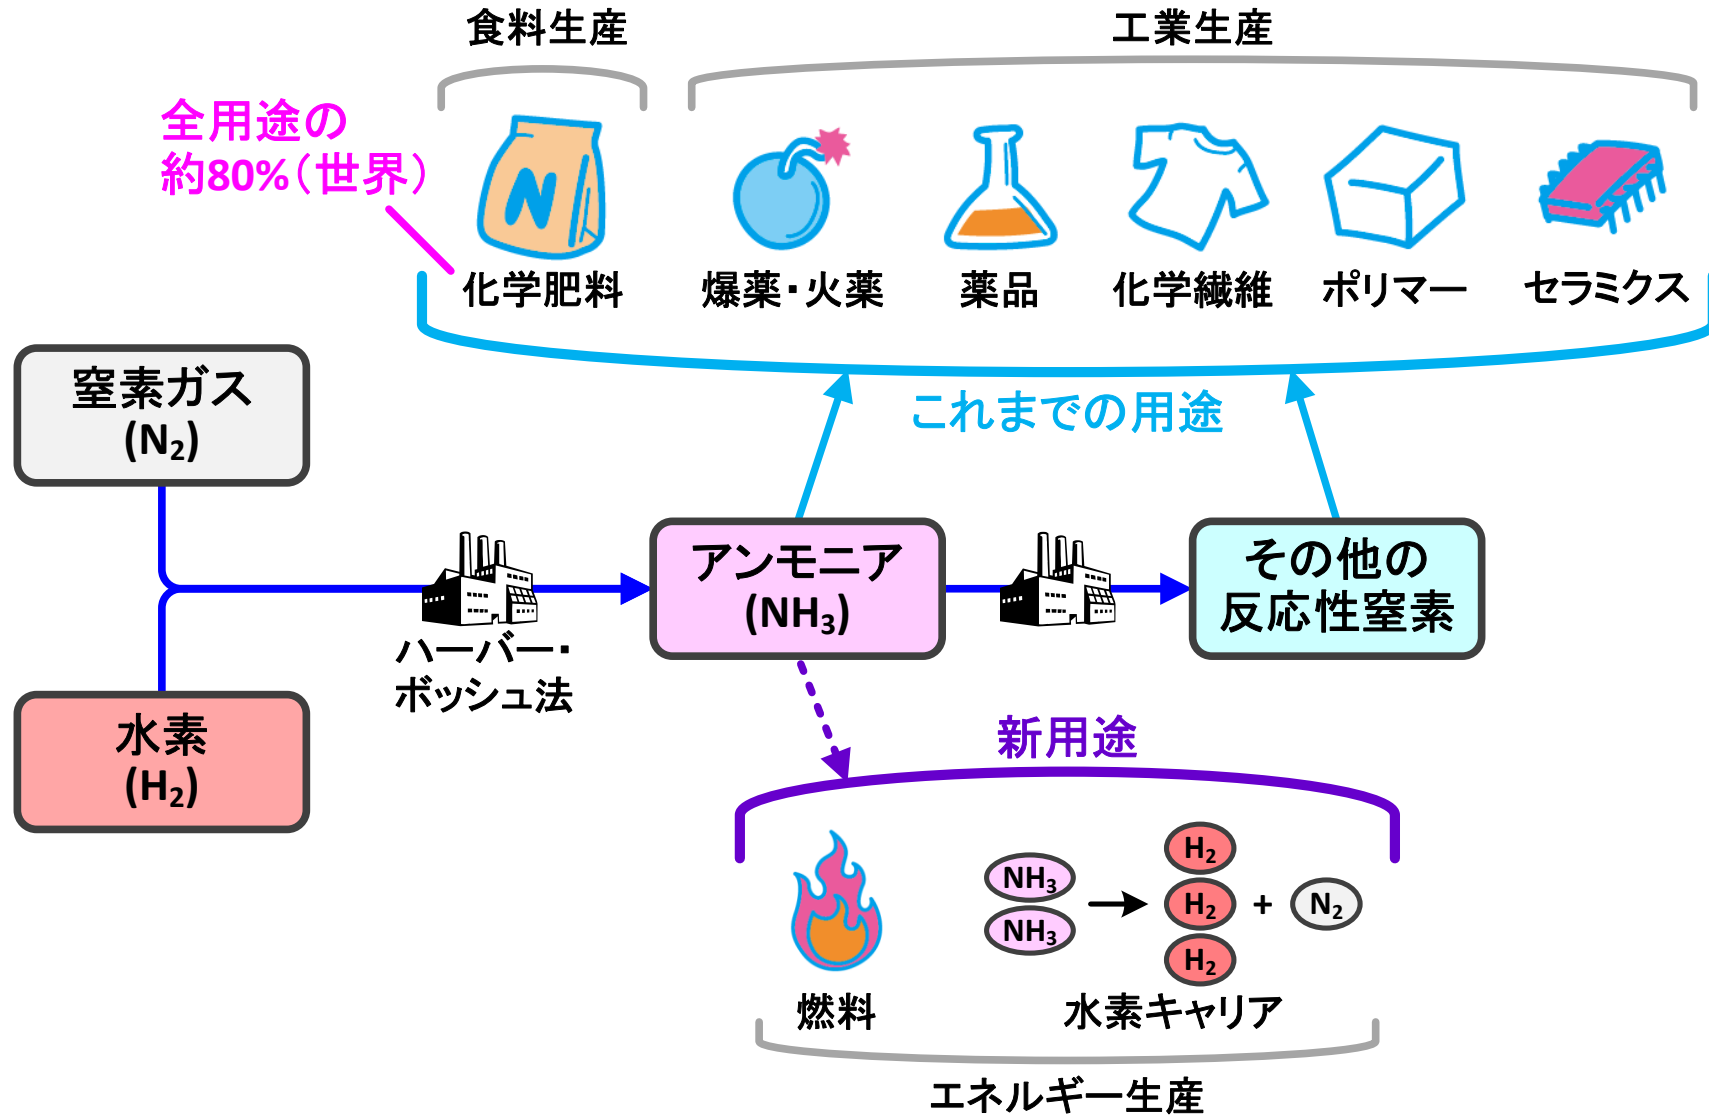 食料生産
工業生産
全用途の
約80%（世界）
N
化学肥料
爆薬・火薬
薬品
化学繊維
ポリマー
セラミクス
これまでの用途
窒素ガス
(N₂)
水素
(H₂)
ハーバー・
ボッシュ法
アンモニア
(NH₃)
その他の
反応性窒素
新用途
燃料
NH₃
NH₃
H₂
H₂
H₂
+
N₂
水素キャリア
エネルギー生産